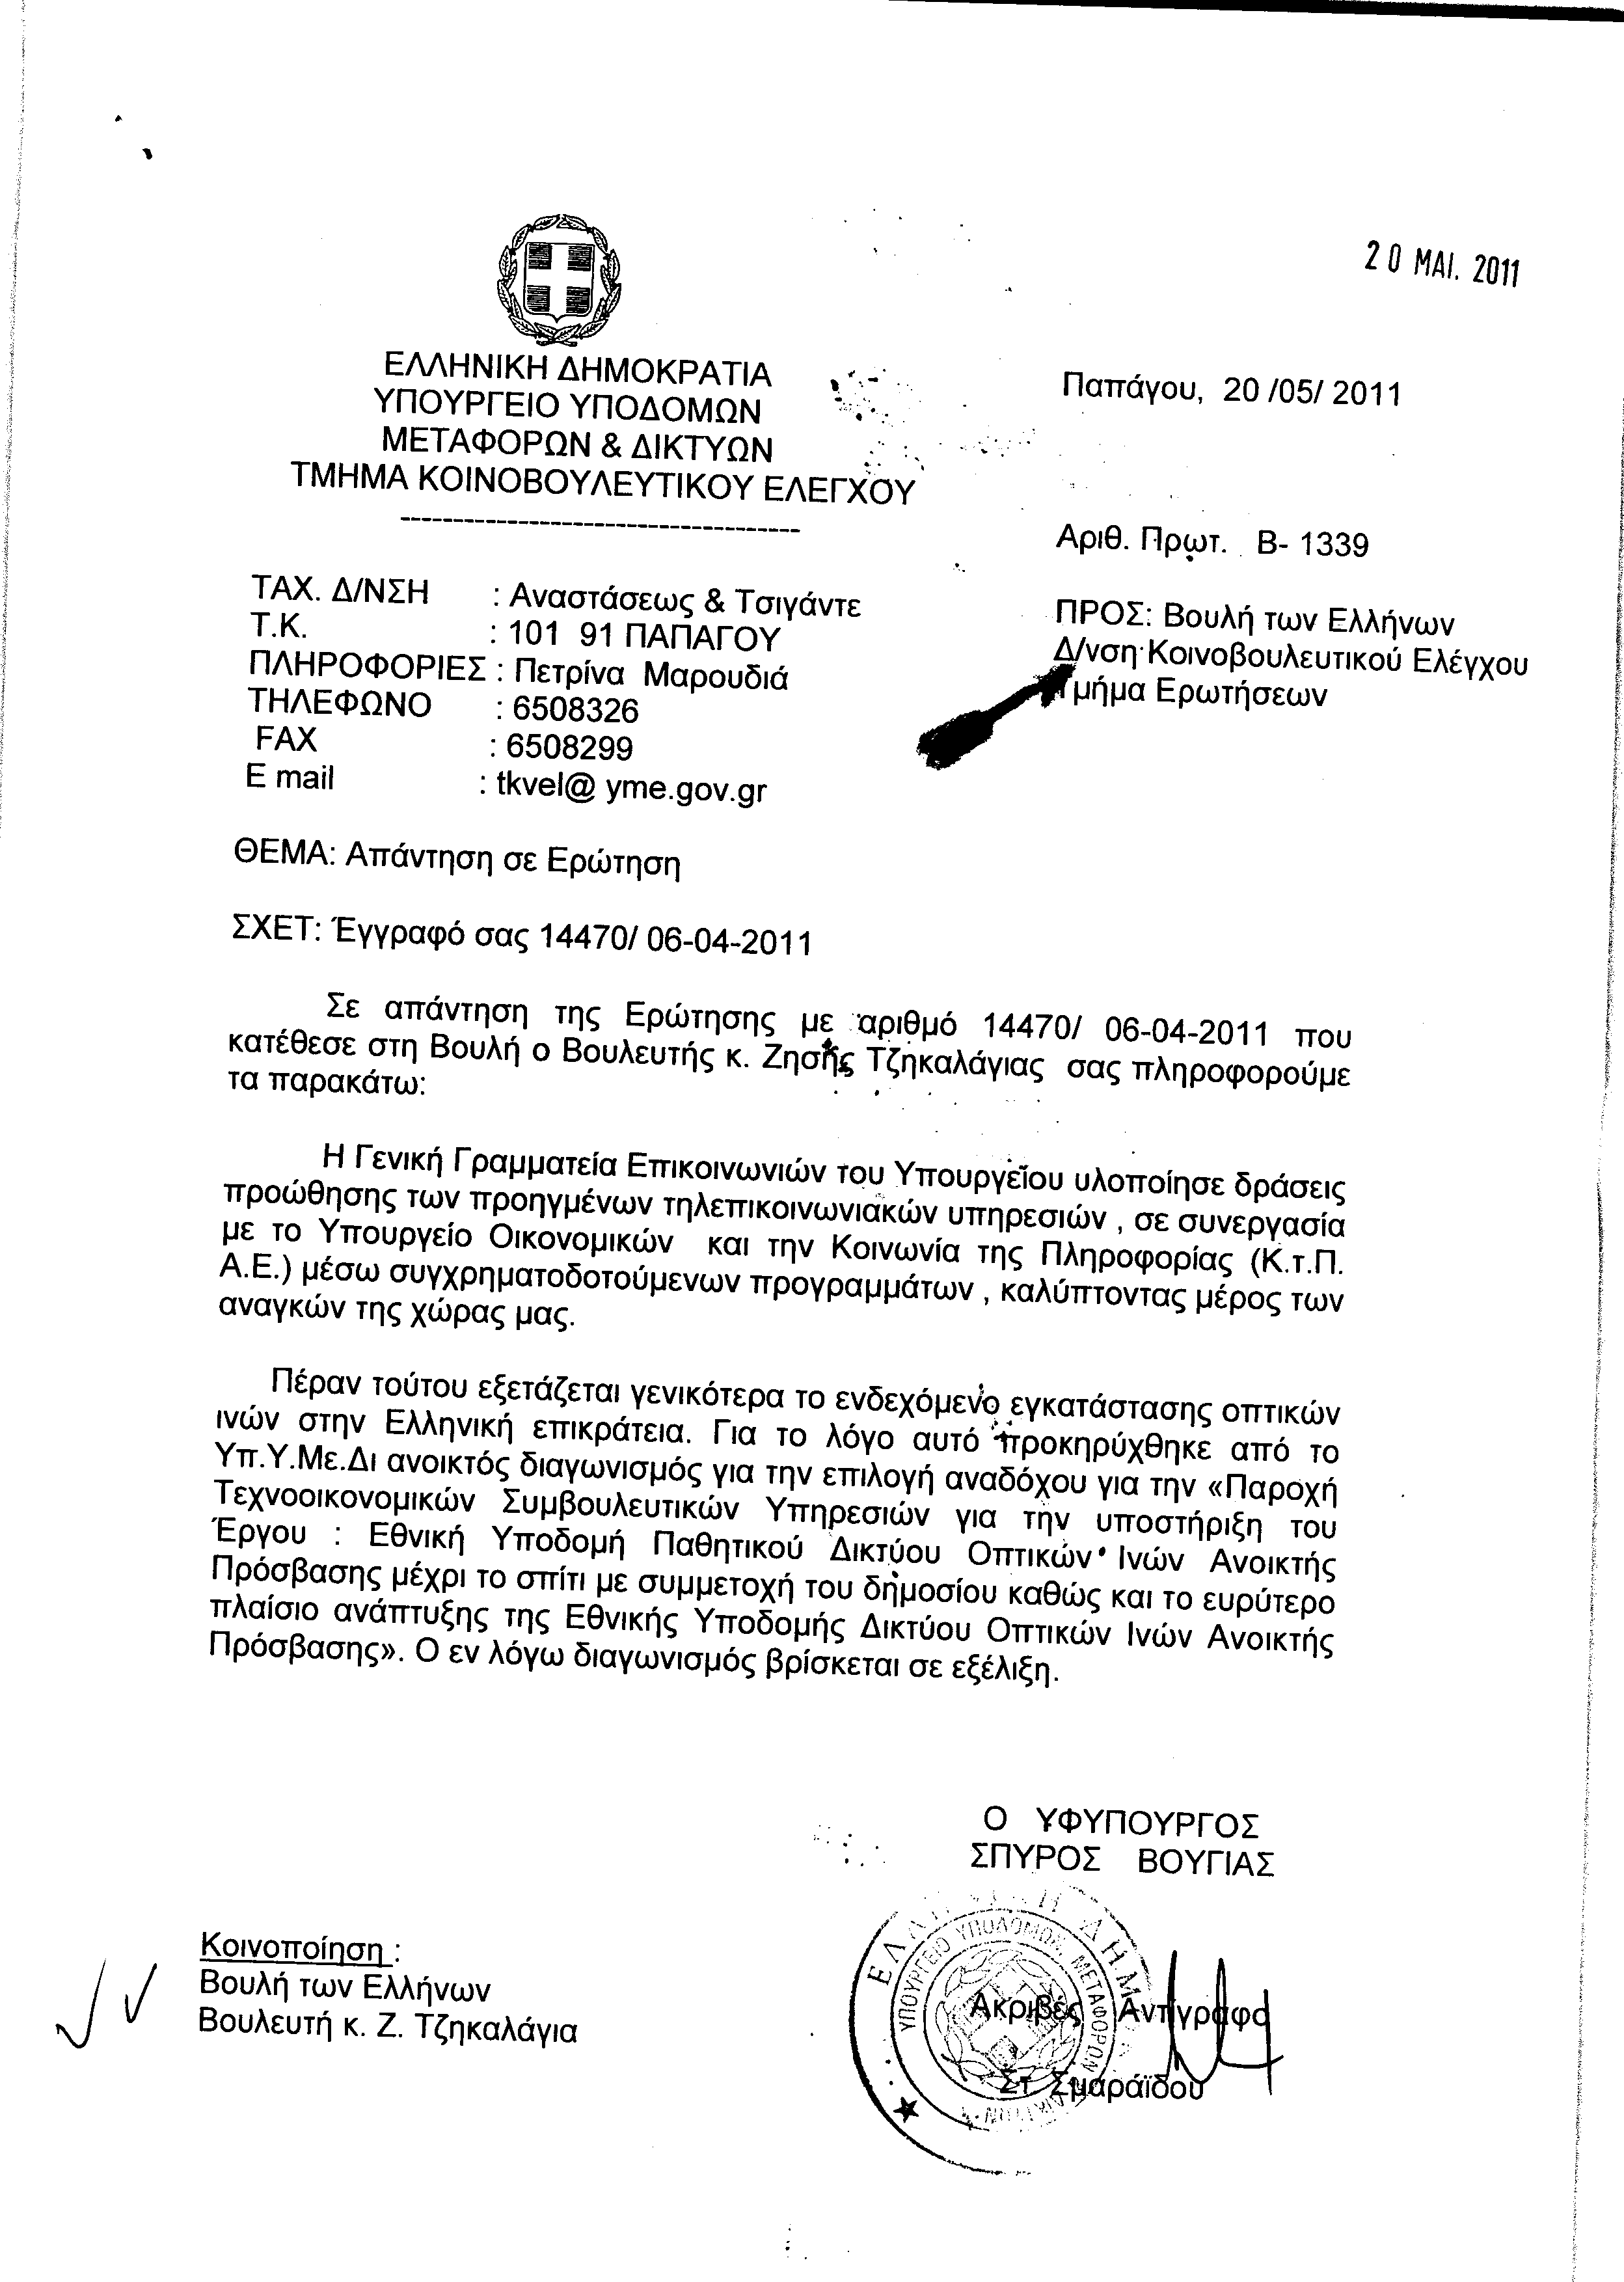 20 ΜΑΙ. 2011
ΕΛΛΗΝΙΚΗ ΔΗΜΟΚΡΑΤΙΑ
ΥΠΟΥΡΓΕΙΟ ΥΠΟΔΟΜΩΝ
ΜΕΤΑΦΟΡΩΝ & ΔΙΚΤΥΩΝ
ΤΜΗΜΑ ΚΟΙΝΟΒΟΥΛΕΥΤΙΚΟΥ ΕΛΕΓΧΟΥ
-------------------------------------
Παπάγου, 20 /05/ 2011
Αριθ. Πρωτ. Β- 1339
ΤΑΧ. Δ/ΝΣΗ : Αναστάσεως & Τσιγάντε
Τ.Κ. : 101 91 ΠΑΠΑΓΟΥ
ΠΛΗΡΟΦΟΡΙΕΣ : Πετρίνα Μαρουδιά
ΤΗΛΕΦΩΝΟ : 6508326
FAX : 6508299
E mail : tkvel@ yme.gov.gr
ΠΡΟΣ: Βουλή των Ελλήνων
Δ/νση Κοινοβουλευτικού Ελέγχου
Τμήμα Ερωτήσεων
ΘΕΜΑ: Απάντηση σε Ερώτηση
ΣΧΕΤ: Έγγραφό σας 14470/ 06-04-2011
Σε απάντηση της Ερώτησης με αριθμό 14470/ 06-04-2011 που
κατέθεσε στη Βουλή ο Βουλευτής κ. Ζησης Τζηκαλάγιας σας πληροφορούμε
τα παρακάτω:
Η Γενική Γραμματεία Επικοινωνιών του Υπουργείου υλοποίησε δράσεις
προώθησης των προηγμένων τηλεπικοινωνιακών υπηρεσιών , σε συνεργασία
με το Υπουργείο Οικονομικών και την Κοινωνία της Πληροφορίας (Κ.τ.Π.
Α.Ε.) μέσω συγχρηματοδοτούμενων προγραμμάτων , καλύπτοντας μέρος των
αναγκών της χώρας μας.
Πέραν τούτου εξετάζεται γενικότερα το ενδεχόμενο εγκατάστασης οπτικών
ινών στην Ελληνική επικράτεια. Για το λόγο αυτό προκηρύχθηκε από το
Υπ.Υ.Με.Δι ανοικτός διαγωνισμός για την επιλογή αναδόχου για την «Παροχή
Τεχνοοικονομικών Συμβουλευτικών Υπηρεσιών για την υποστήριξη του
Έργου : Εθνική Υποδομή Παθητικού Δικτύου Οπτικών Ινών Ανοικτής
Πρόσβασης μέχρι το σπίτι με συμμετοχή του δημοσίου καθώς και το ευρύτερο
πλαίσιο ανάπτυξης της Εθνικής Υποδομής Δικτύου Οπτικών Ινών Ανοικτής
Πρόσβασης». Ο εν λόγω διαγωνισμός βρίσκεται σε εξέλιξη.
Ο ΥΦΥΠΟΥΡΓΟΣ
ΣΠΥΡΟΣ ΒΟΥΓΙΑΣ
Κοινοποίηση :
Βουλή των Ελλήνων
Βουλευτή κ. Ζ. Τζηκαλάγια
ΥΠΟΥΡΓΕΙΟ ΥΠΟΔΟΜΩΝ ΜΕΤΑΦΟΡΩΝ
Ακριβές Αντίγραφο
Στ Σμαραϊδου